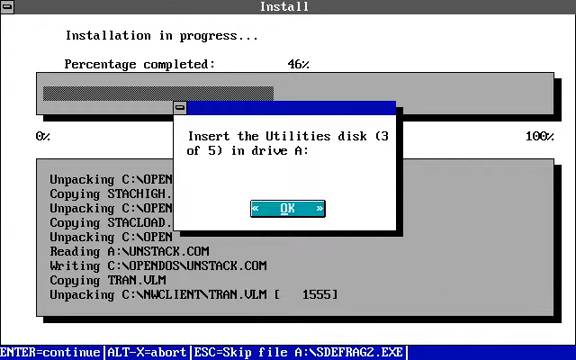 Install
Installation in progress...
Percentage completed: 46%
0% 100%
Insert the Utilities disk (3
of 5) in drive A:
« OK »
Unpacking C:\OPEN
Copying STACHIGH.
Unpacking C:\OPEN
Copying STACLOAD.
Unpacking C:\OPEN
Reading A:\UNSTACK.COM
Writing C:\OPENDOS\UNSTACK.COM
Copying TRAN.VLM
Unpacking C:\NWCLIENT\TRAN.VLM [ 1555]
ENTER=continue|ALT-X=abort|ESC=Skip file A:\SDEFRAG2.EXE|